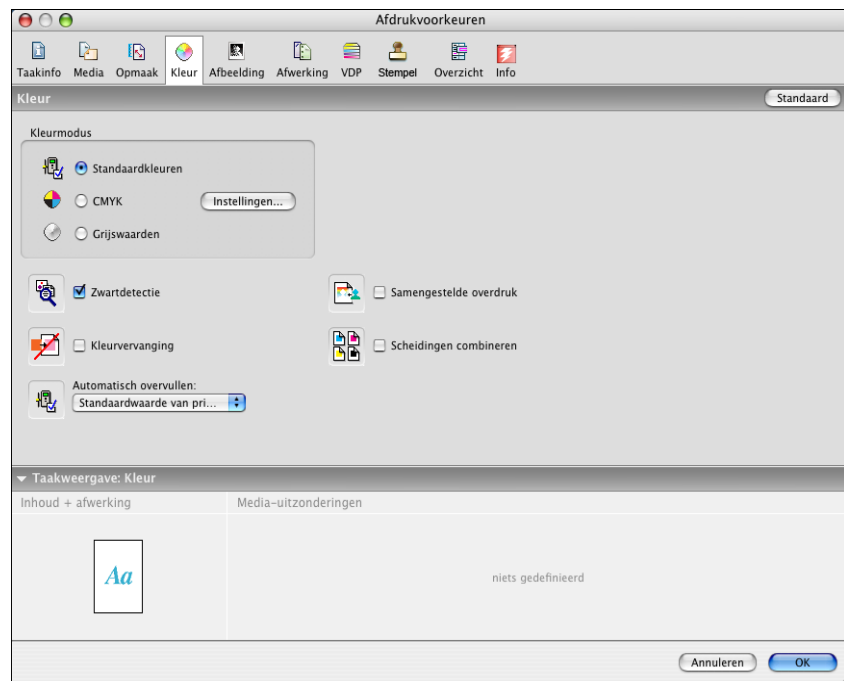 Afdrukvoorkeuren
Taakinfo Media Opmaak Kleur Afbeelding Afwerking VDP Stempel Overzicht Info
Kleur Standaard
Kleurmodus
Standaardkleuren
CMYK Instellingen...
Grijswaarden
Zwartdetectie Samengestelde overdruk
Kleurvervanging Scheidingen combineren
Automatisch overvullen:
Standaardwaarde van pri...
Taakweergave: Kleur
Inhoud + afwerking Media-uitzonderingen
Aa niets gedefinieerd
Annuleren OK